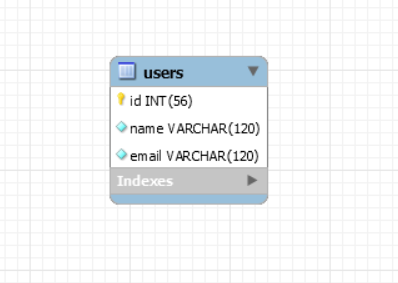 users
id INT(56)
name VARCHAR(120)
email VARCHAR(120)
Indexes